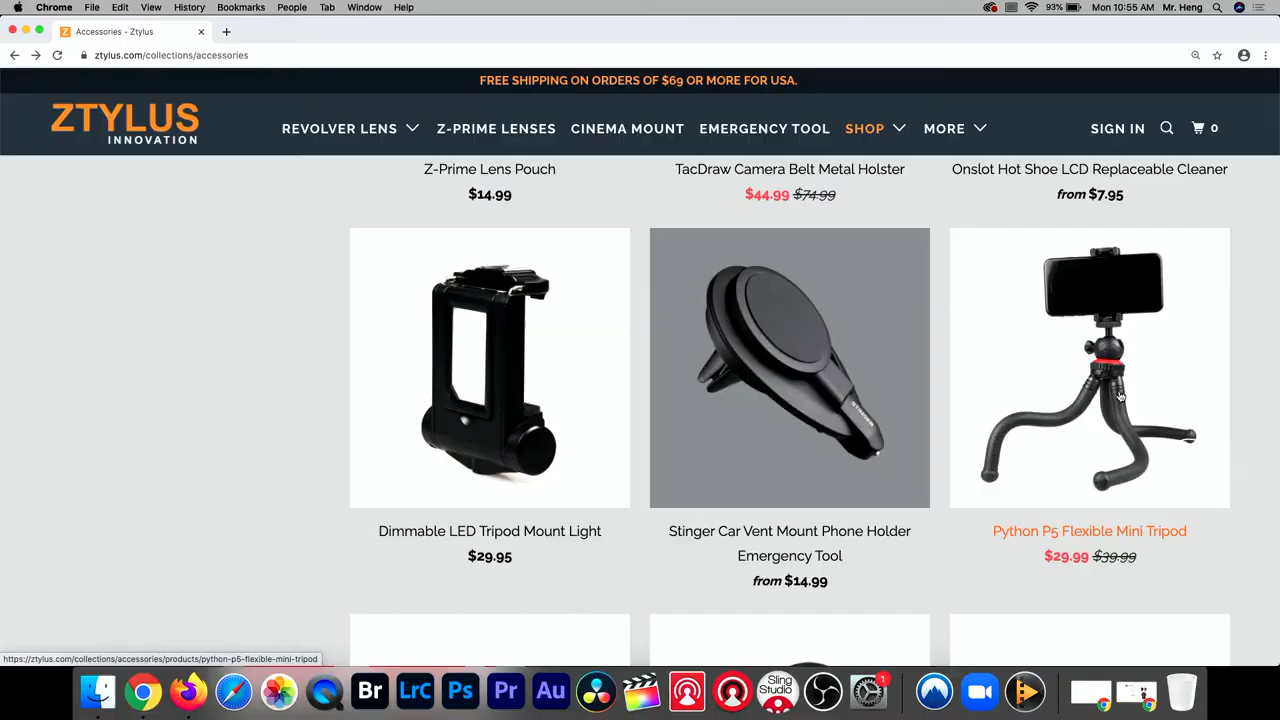 Chrome File Edit View History Bookmarks People Tab Window Help 93% Mon 10:55 AM Mr. Heng
Accessories - Ztylus
ztylus.com/collections/accessories
FREE SHIPPING ON ORDERS OF $69 OR MORE FOR USA.
ZTYLUS
INNOVATION
REVOLVER LENS Z-PRIME LENSES CINEMA MOUNT EMERGENCY TOOL SHOP MORE SIGN IN 0
Z-Prime Lens Pouch TacDraw Camera Belt Metal Holster Onslot Hot Shoe LCD Replaceable Cleaner
$14.99 $44.99 $74.99 from $7.95
STINGER
Dimmable LED Tripod Mount Light Stinger Car Vent Mount Phone Holder Python P5 Flexible Mini Tripod
$29.95 Emergency Tool $29.99 $39.99
from $14.99
https://ztylus.com/collections/accessories/products/python-p5-flexible-mini-tripod
Br LrC Ps Pr Au Sling Studio 1